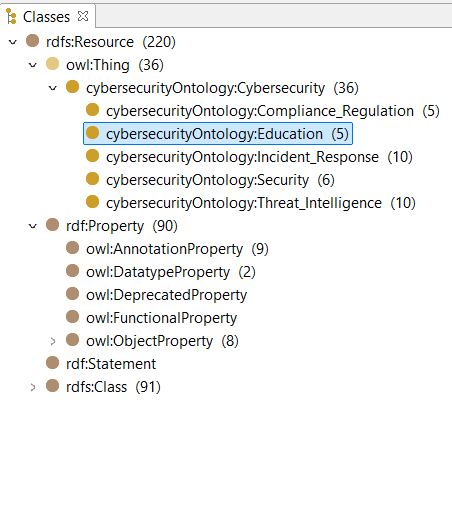 Classes
rdfs:Resource (220)
owl:Thing (36)
cybersecurityOntology:Cybersecurity (36)
cybersecurityOntology:Compliance_Regulation (5)
cybersecurityOntology:Education (5)
cybersecurityOntology:Incident_Response (10)
cybersecurityOntology:Security (6)
cybersecurityOntology:Threat_Intelligence (10)
rdf:Property (90)
owl:AnnotationProperty (9)
owl:DatatypeProperty (2)
owl:DeprecatedProperty
owl:FunctionalProperty
owl:ObjectProperty (8)
rdf:Statement
rdfs:Class (91)